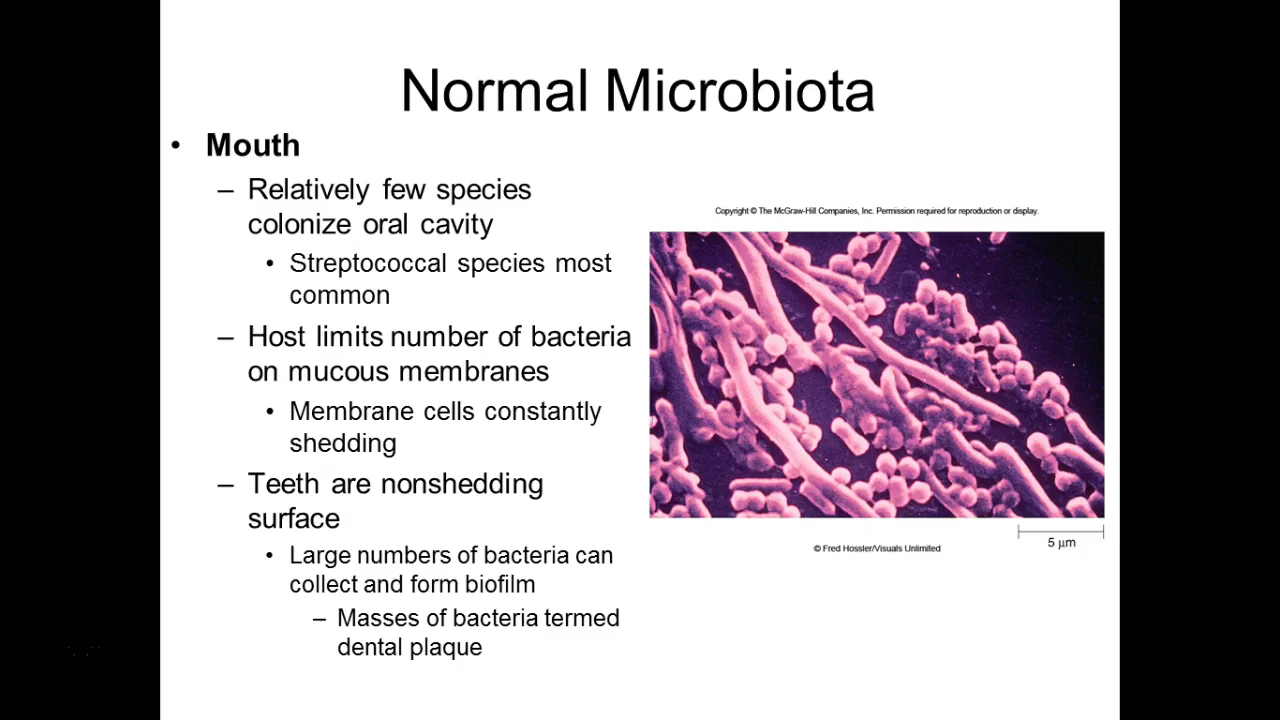 Normal Microbiota
• Mouth
– Relatively few species
colonize oral cavity
• Streptococcal species most
common
– Host limits number of bacteria
on mucous membranes
• Membrane cells constantly
shedding
– Teeth are nonshedding
surface
• Large numbers of bacteria can
collect and form biofilm
– Masses of bacteria termed
dental plaque
Copyright © The McGraw-Hill Companies, Inc. Permission required for reproduction or display.
© Fred Hossler/Visuals Unlimited
5 µm